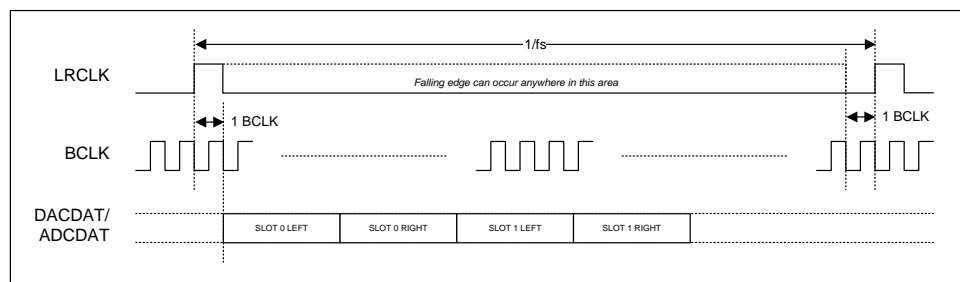 1/fs
LRCLK
Falling edge can occur anywhere in this area
1 BCLK
1 BCLK
BCLK
DACDAT/
ADCDAT
SLOT 0 LEFT
SLOT 0 RIGHT
SLOT 1 LEFT
SLOT 1 RIGHT